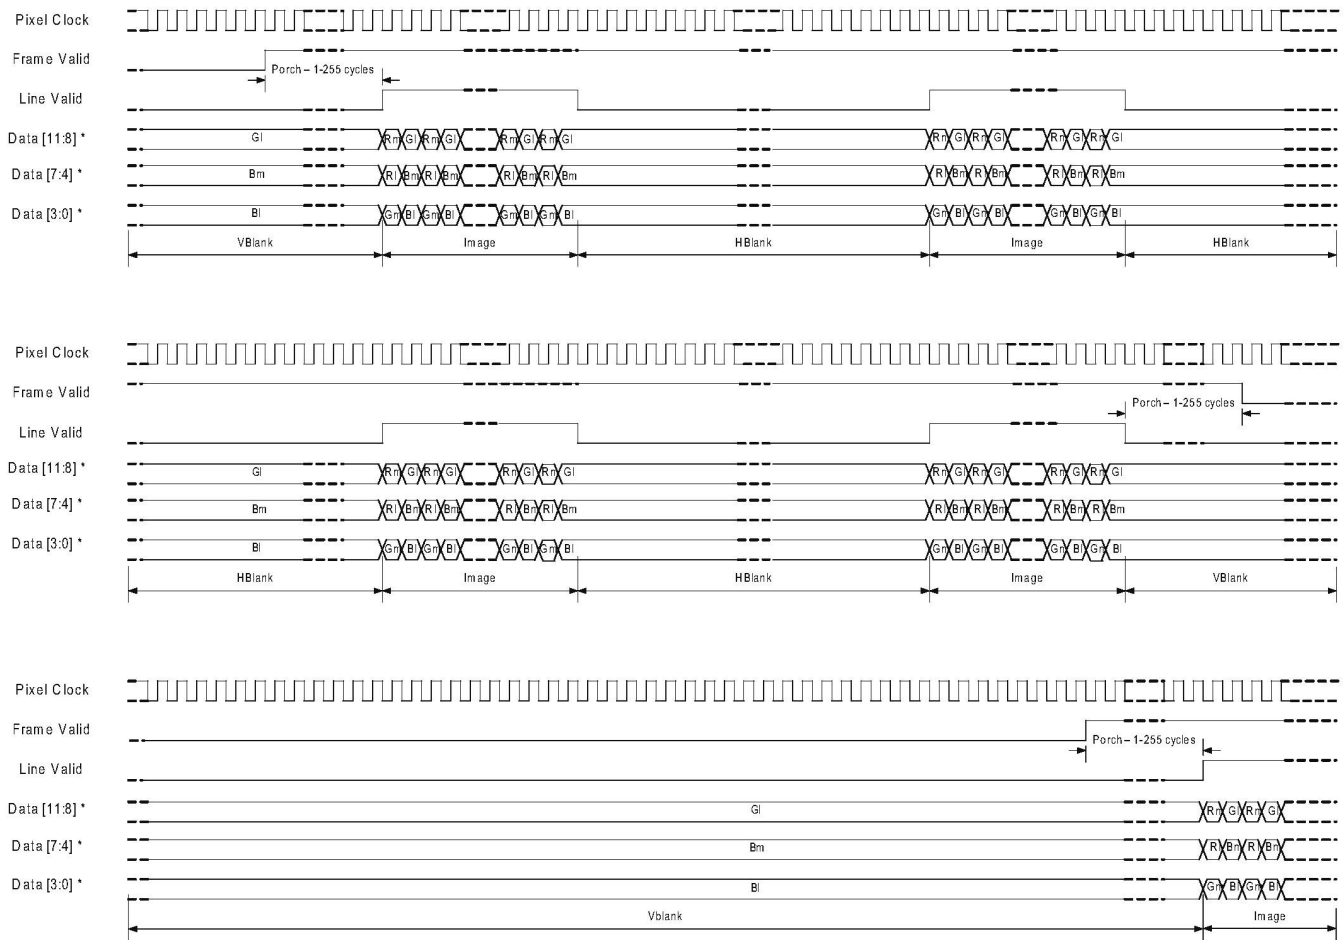 Pixel Clock
Frame Valid
Porch – 1-255 cycles
Line Valid
Data [11:8] * Gl Rm Gl Rm Gl Rm Gl Rm Gl Rm Gl Rm Gl Rm Gl Rm Gl
Data [7:4] * Bm Rl Bm Rl Bm Rl Bm Rl Bm Rl Bm Rl Bm Rl Bm Rl Bm
Data [3:0] * Bl Gm Bl Gm Bl Gm Bl Gm Bl Gm Bl Gm Bl Gm Bl Gm Bl
VBlank Image HBlank Image HBlank
Pixel Clock
Frame Valid
Porch – 1-255 cycles
Line Valid
Data [11:8] * Gl Rm Gl Rm Gl Rm Gl Rm Gl Rm Gl Rm Gl Rm Gl Rm Gl
Data [7:4] * Bm Rl Bm Rl Bm Rl Bm Rl Bm Rl Bm Rl Bm Rl Bm Rl Bm
Data [3:0] * Bl Gm Bl Gm Bl Gm Bl Gm Bl Gm Bl Gm Bl Gm Bl Gm Bl
HBlank Image HBlank Image VBlank
Pixel Clock
Frame Valid
Porch – 1-255 cycles
Line Valid
Data [11:8] * Gl Rm Gl Rm Gl
Data [7:4] * Bm Rl Bm Rl Bm
Data [3:0] * Bl Gm Bl Gm Bl
Vblank Image